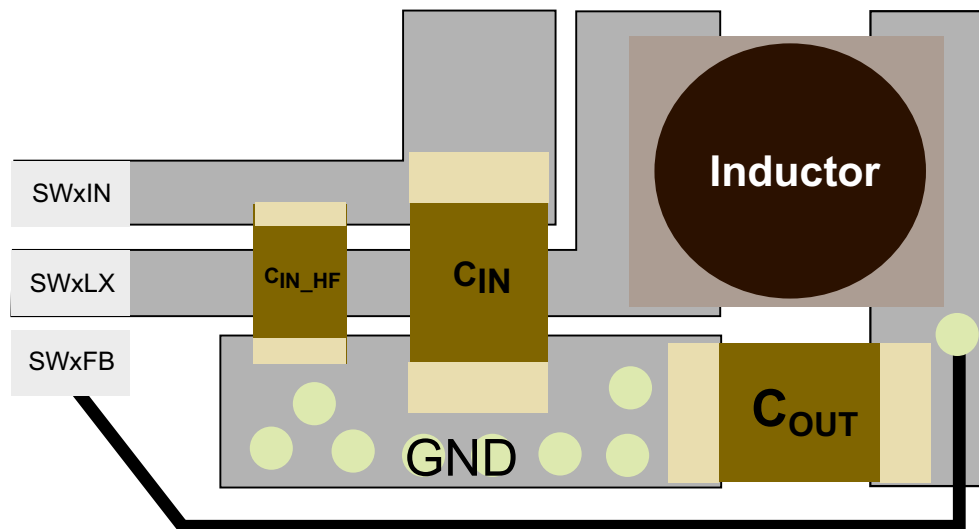 Inductor
SWxIN
SWxLX
CIN_HF
CIN
SWxFB
COUT
GND